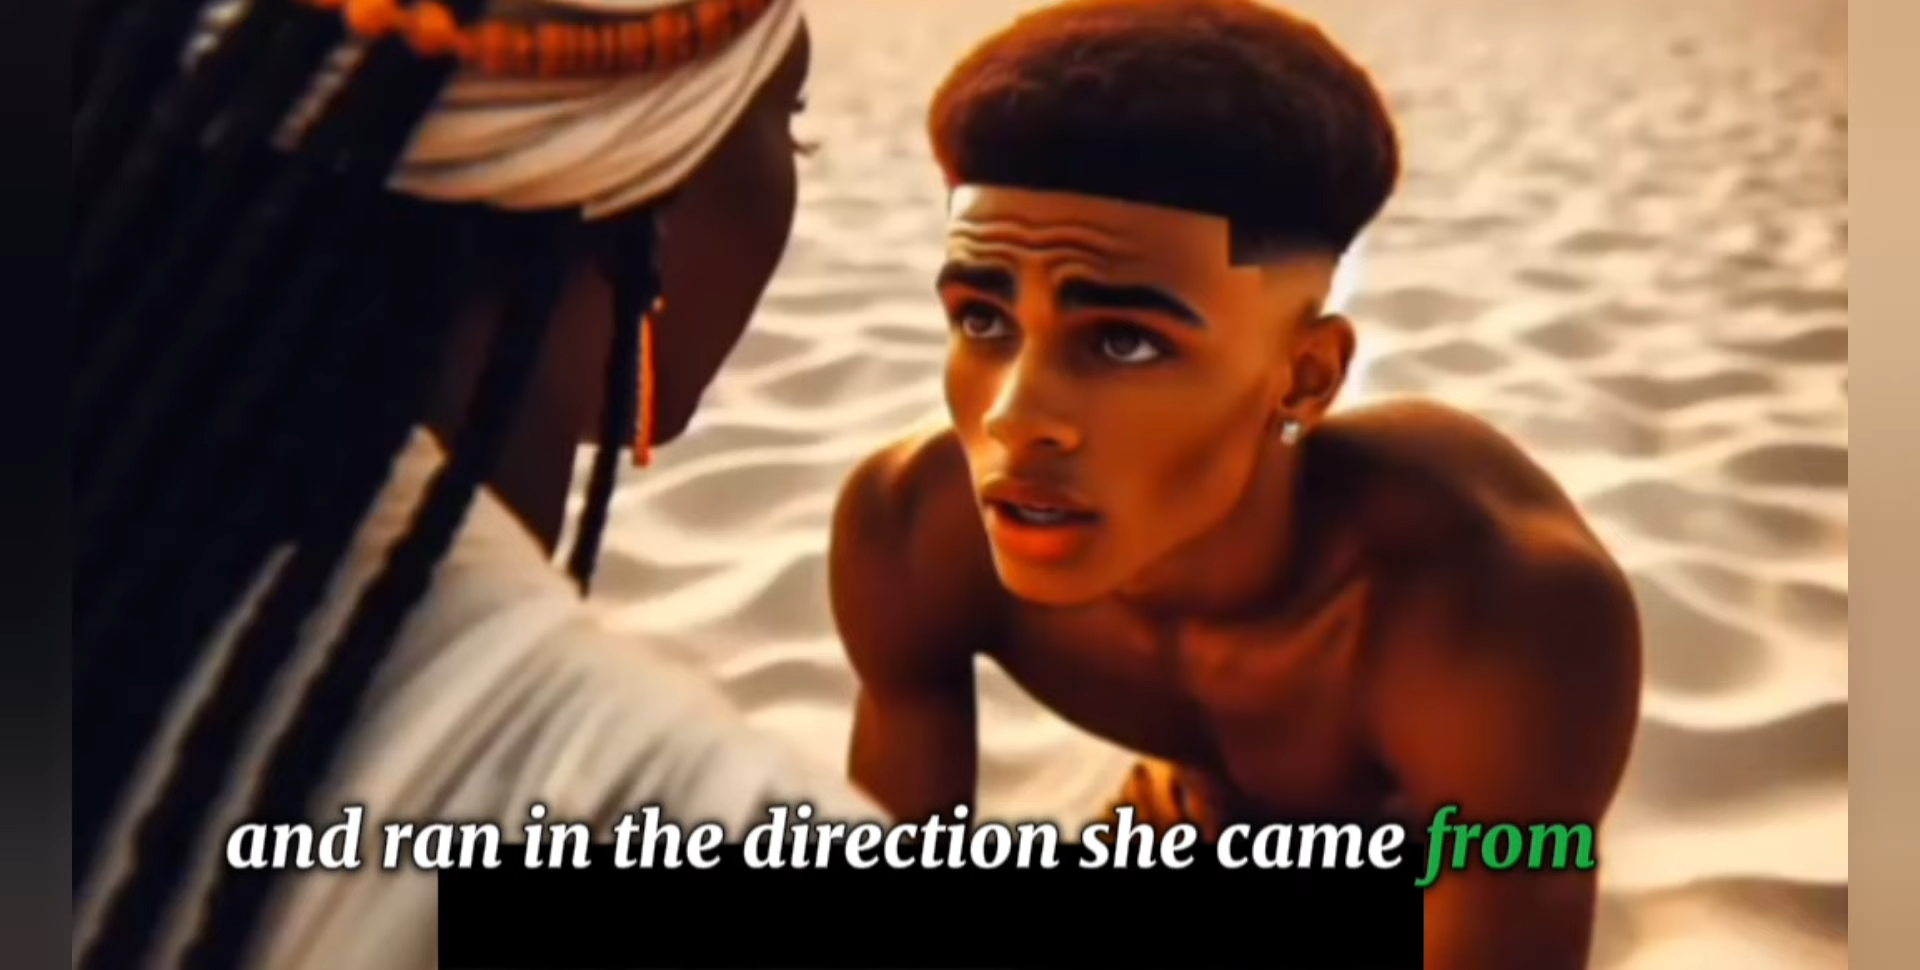 and ran in the direction she came from